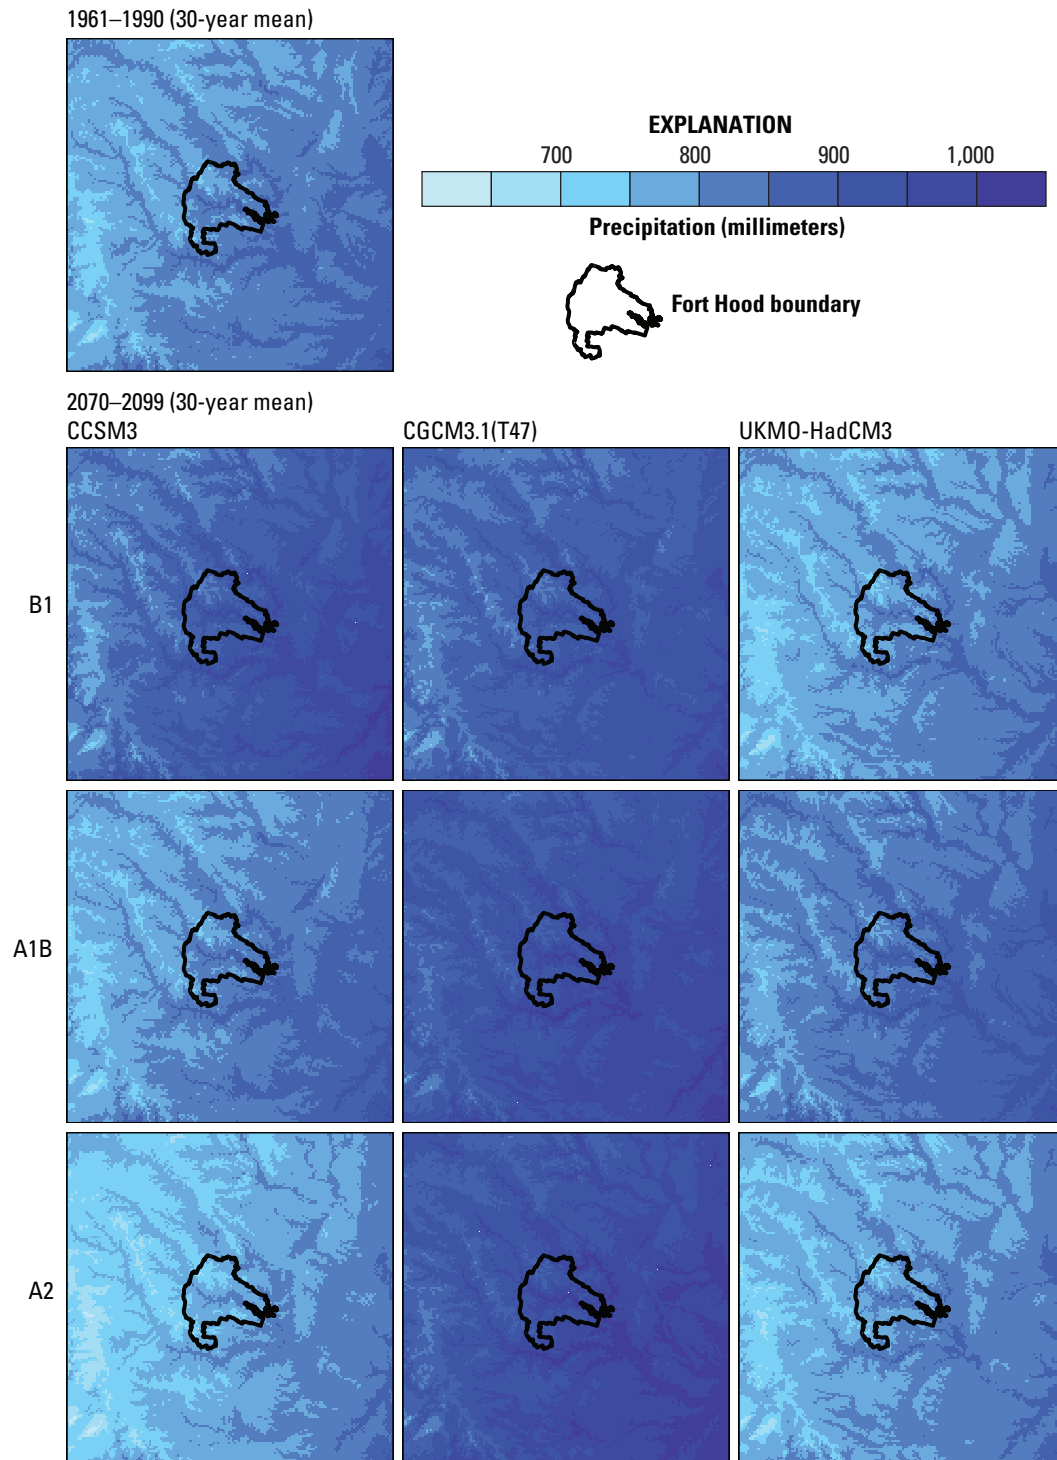 1961–1990 (30-year mean)
EXPLANATION
700 800 900 1,000
Precipitation (millimeters)
Fort Hood boundary
2070–2099 (30-year mean)
CCSM3 CGCM3.1(T47) UKMO-HadCM3
B1
A1B
A2